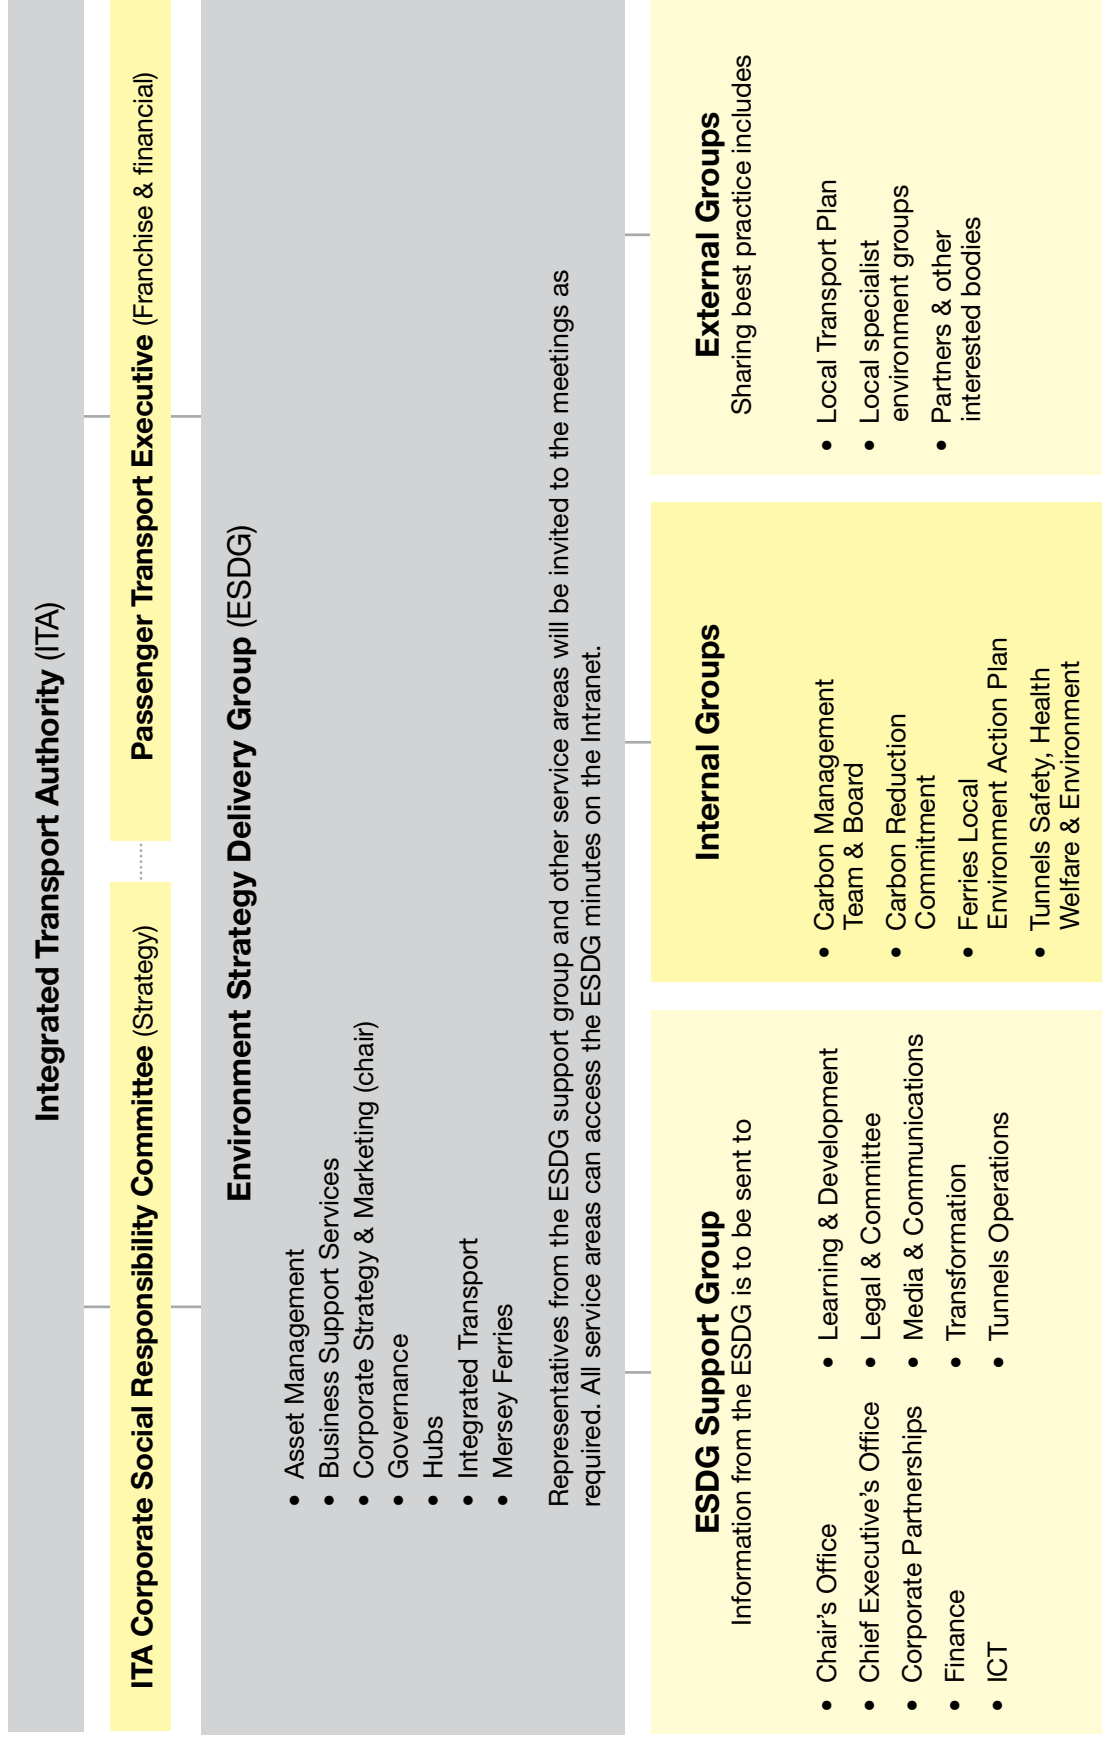 Integrated Transport Authority (ITA)
ITA Corporate Social Responsibility Committee (Strategy)
Passenger Transport Executive (Franchise & financial)
Environment Strategy Delivery Group (ESDG)
• Asset Management
• Business Support Services
• Corporate Strategy & Marketing (chair)
• Governance
• Hubs
• Integrated Transport
• Mersey Ferries
Representatives from the ESDG support group and other service areas will be invited to the meetings as
required. All service areas can access the ESDG minutes on the Intranet.
ESDG Support Group
Information from the ESDG is to be sent to
• Chair's Office
• Chief Executive's Office
• Corporate Partnerships
• Finance
• ICT
• Learning & Development
• Legal & Committee
• Media & Communications
• Transformation
• Tunnels Operations
Internal Groups
• Carbon Management
Team & Board
• Carbon Reduction
Commitment
• Ferries Local
Environment Action Plan
• Tunnels Safety, Health
Welfare & Environment
External Groups
Sharing best practice includes
• Local Transport Plan
• Local specialist
environment groups
• Partners & other
interested bodies